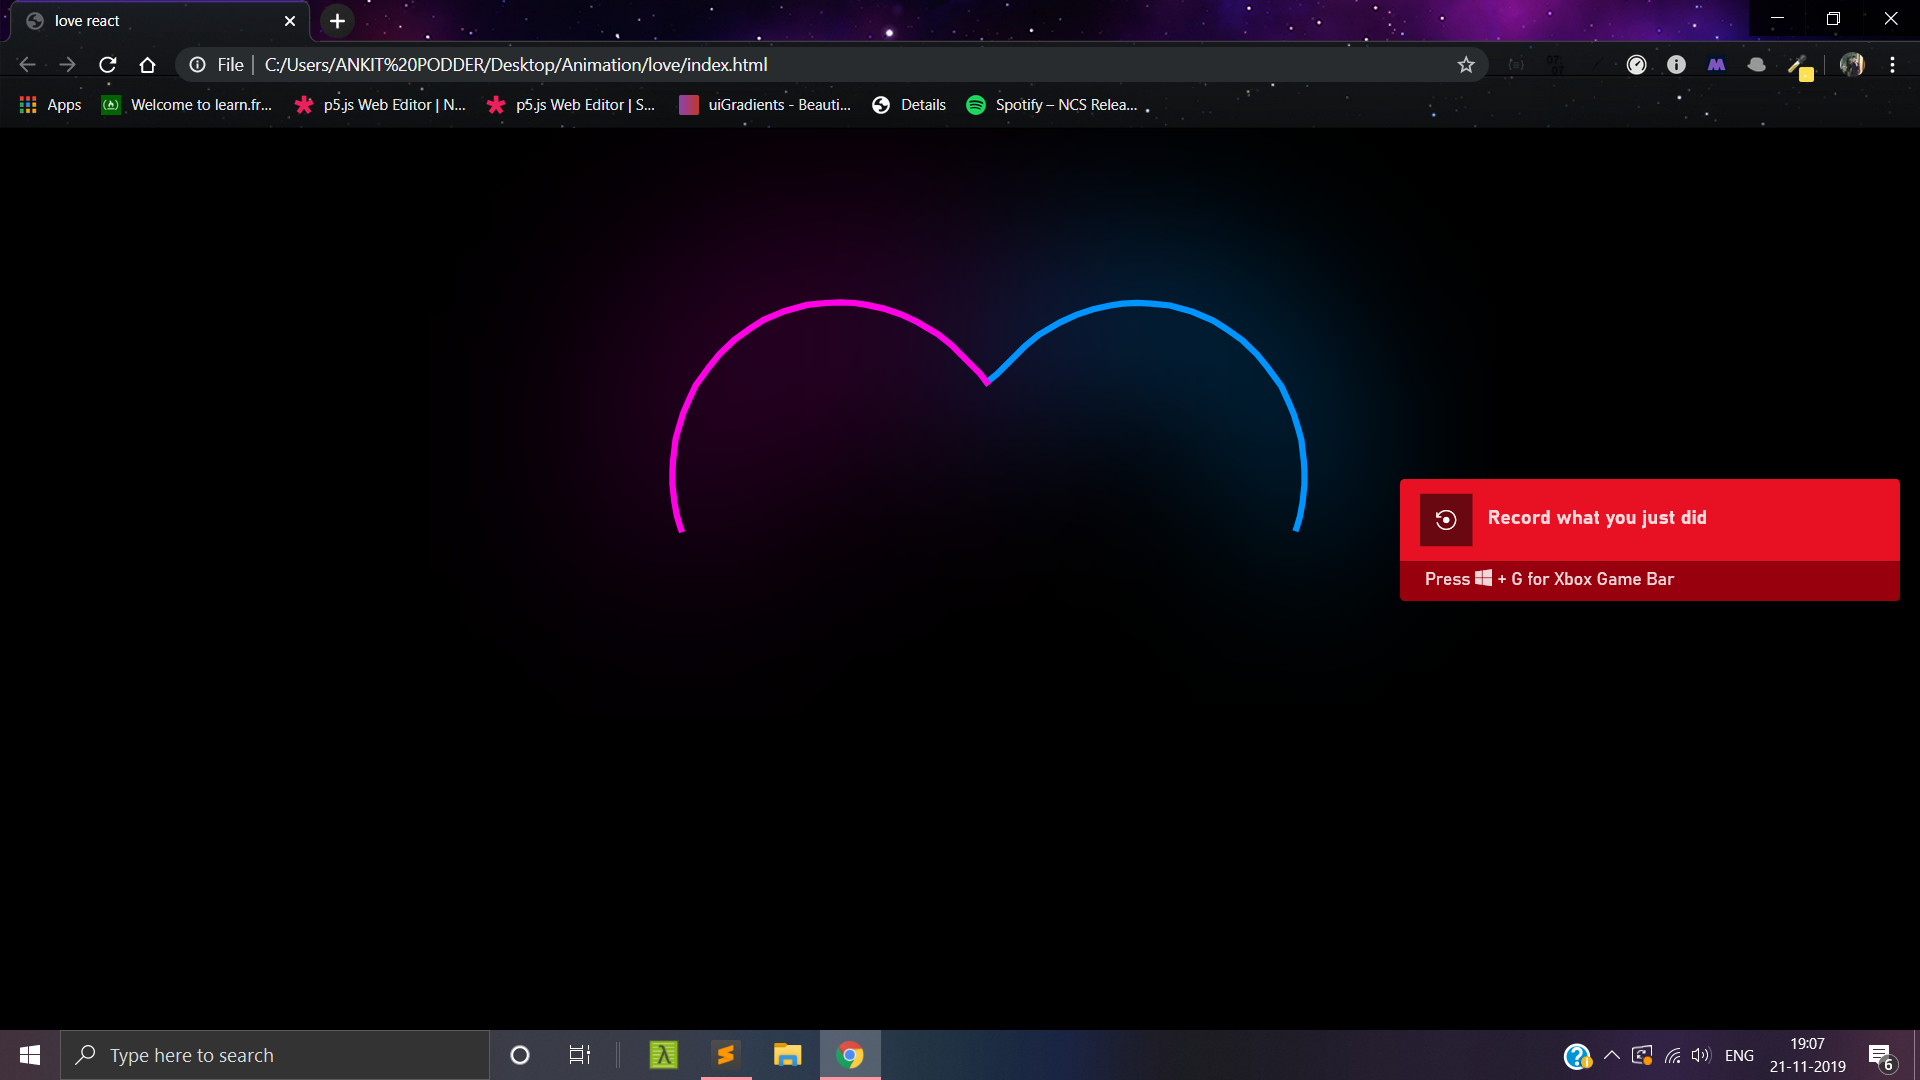 love react
File
C:/Users/ANKIT%20PODDER/Desktop/Animation/love/index.html
Apps
Welcome to learn.fr...
p5.js Web Editor | N...
p5.js Web Editor | S...
uiGradients - Beauti...
Details
Spotify – NCS Relea...
Record what you just did
Press + G for Xbox Game Bar
Type here to search
ENG
19:07
21-11-2019
6